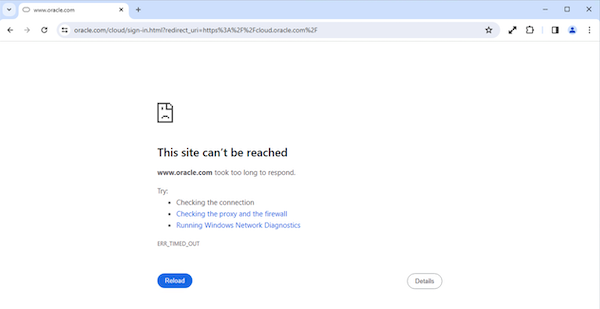 www.oracle.com
oracle.com/cloud/sign-in.html?redirect_uri=https%3A%2F%2Fcloud.oracle.com%2F
This site can't be reached
www.oracle.com took too long to respond.
Try:
• Checking the connection
• Checking the proxy and the firewall
• Running Windows Network Diagnostics
ERR_TIMED_OUT
Reload Details